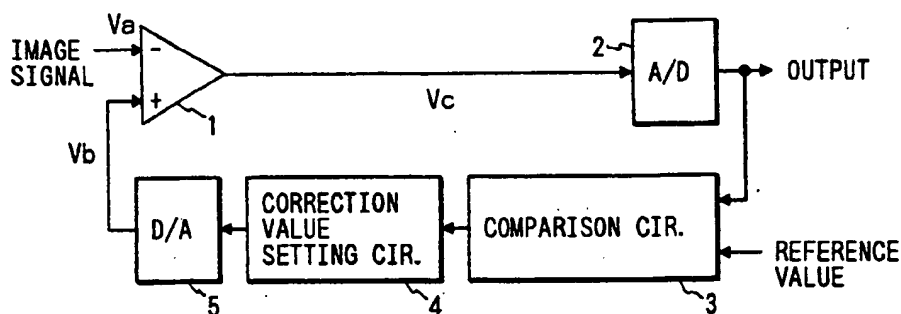 Va
IMAGE
SIGNAL
-
+
1
Vb
Vc
2
A/D
OUTPUT
D/A
5
CORRECTION
VALUE
SETTING CIR.
4
COMPARISON CIR.
3
REFERENCE
VALUE